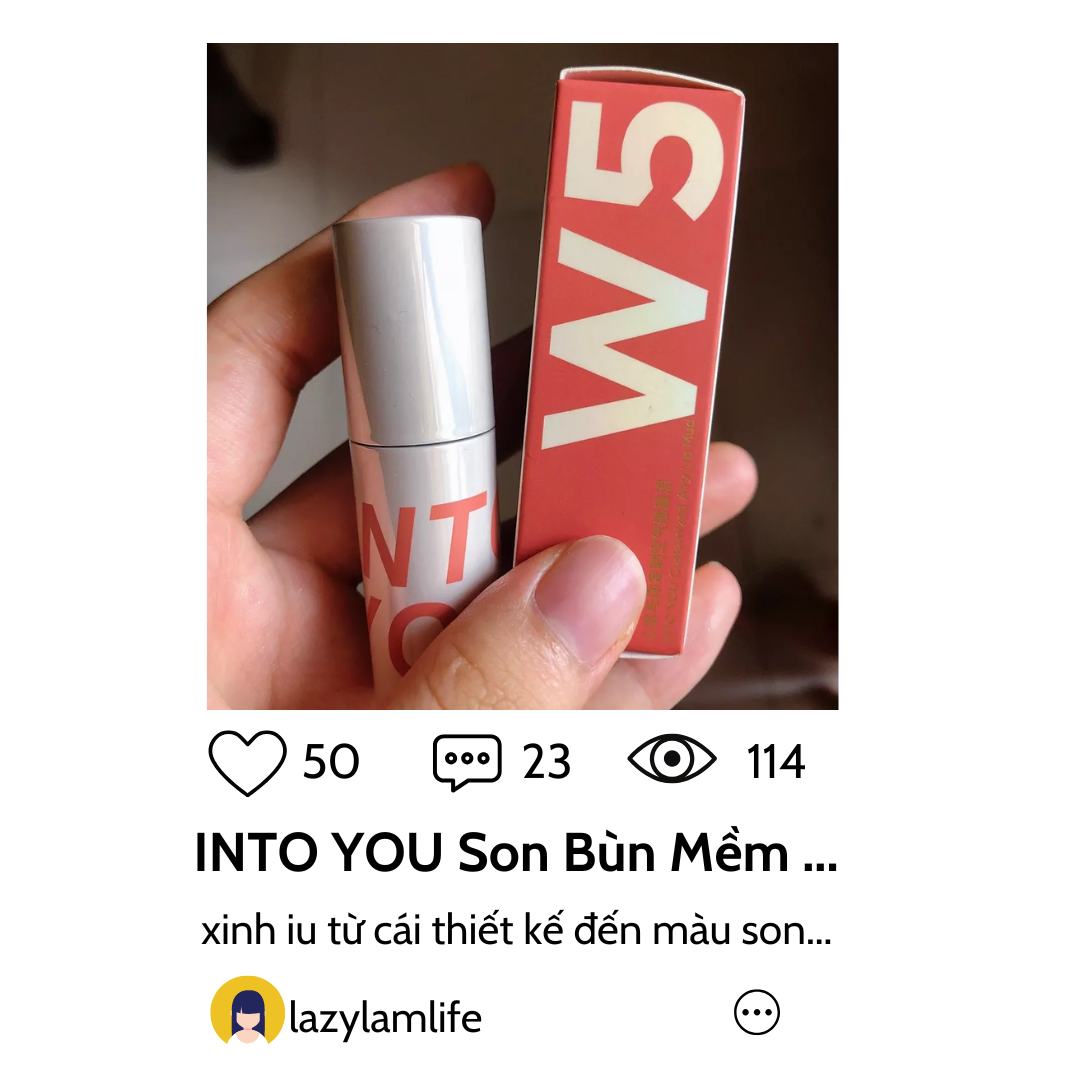 W5
INTO
YO
50 23 114
INTO YOU Son Bùn Mềm ...
xinh iu từ cái thiết kế đến màu son...
lazylamlife